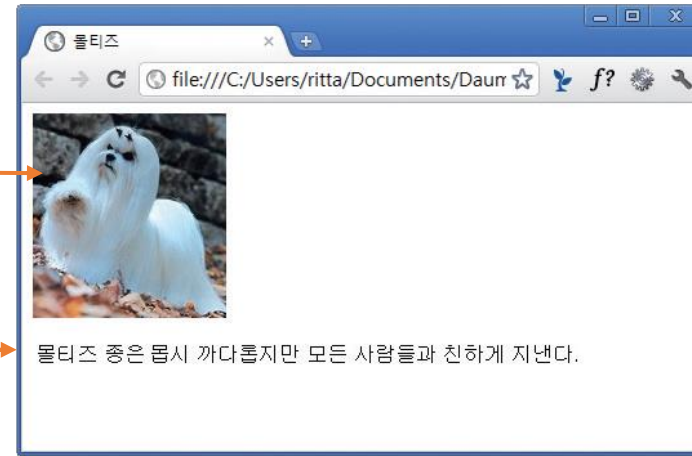 몰티즈
file:///C:/Users/ritta/Documents/Daum
f?
몰티즈 종은 몹시 까다롭지만 모든 사람들과 친하게 지낸다.